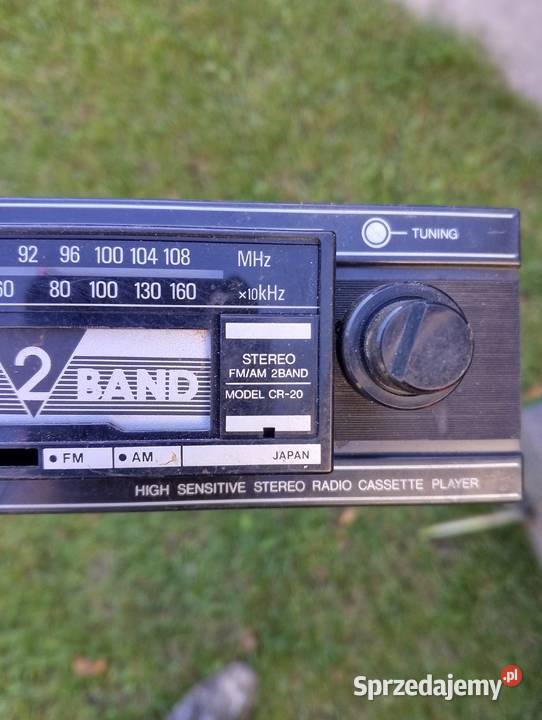 TUNING
92 96 100 104 108 MHz
60 80 100 130 160 ×10kHz
2 BAND
STEREO
FM/AM 2BAND
MODEL CR-20
FM AM JAPAN
HIGH SENSITIVE STEREO RADIO CASSETTE PLAYER
Sprzedajemy.pl